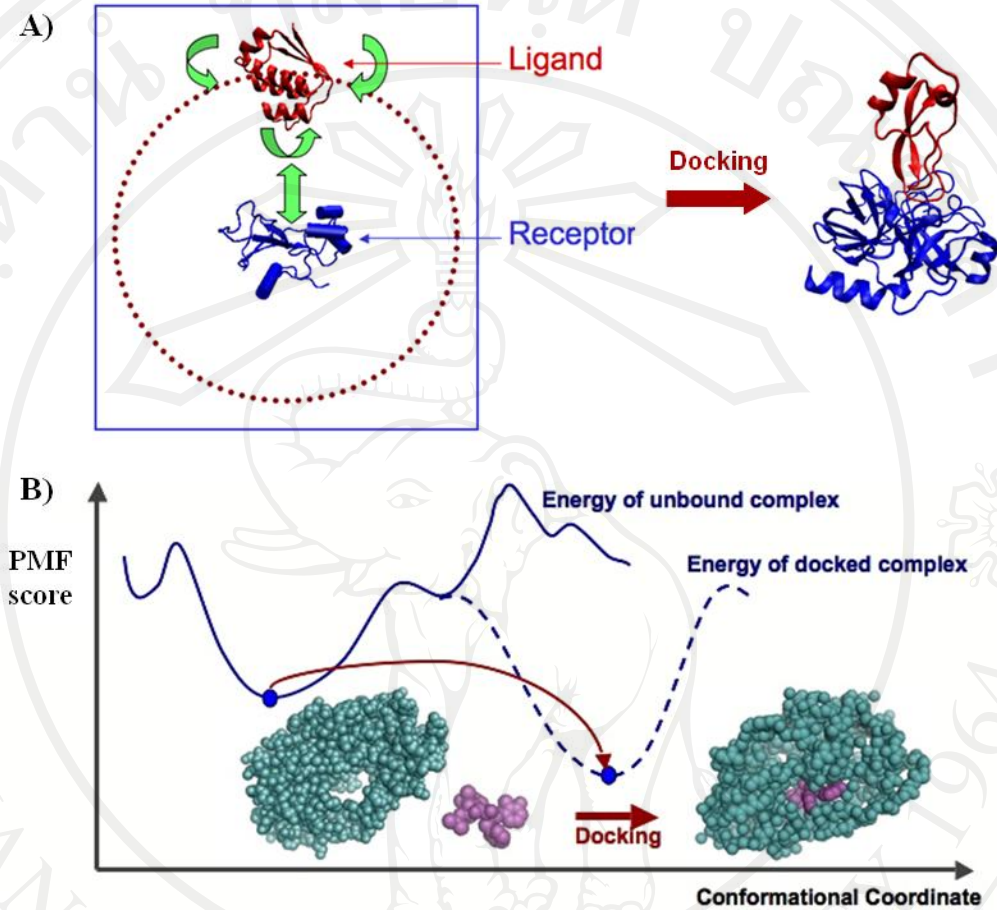 A)
Ligand
Docking
Receptor
B)
Energy of unbound complex
PMF
score
Energy of docked complex
Docking
Conformational Coordinate